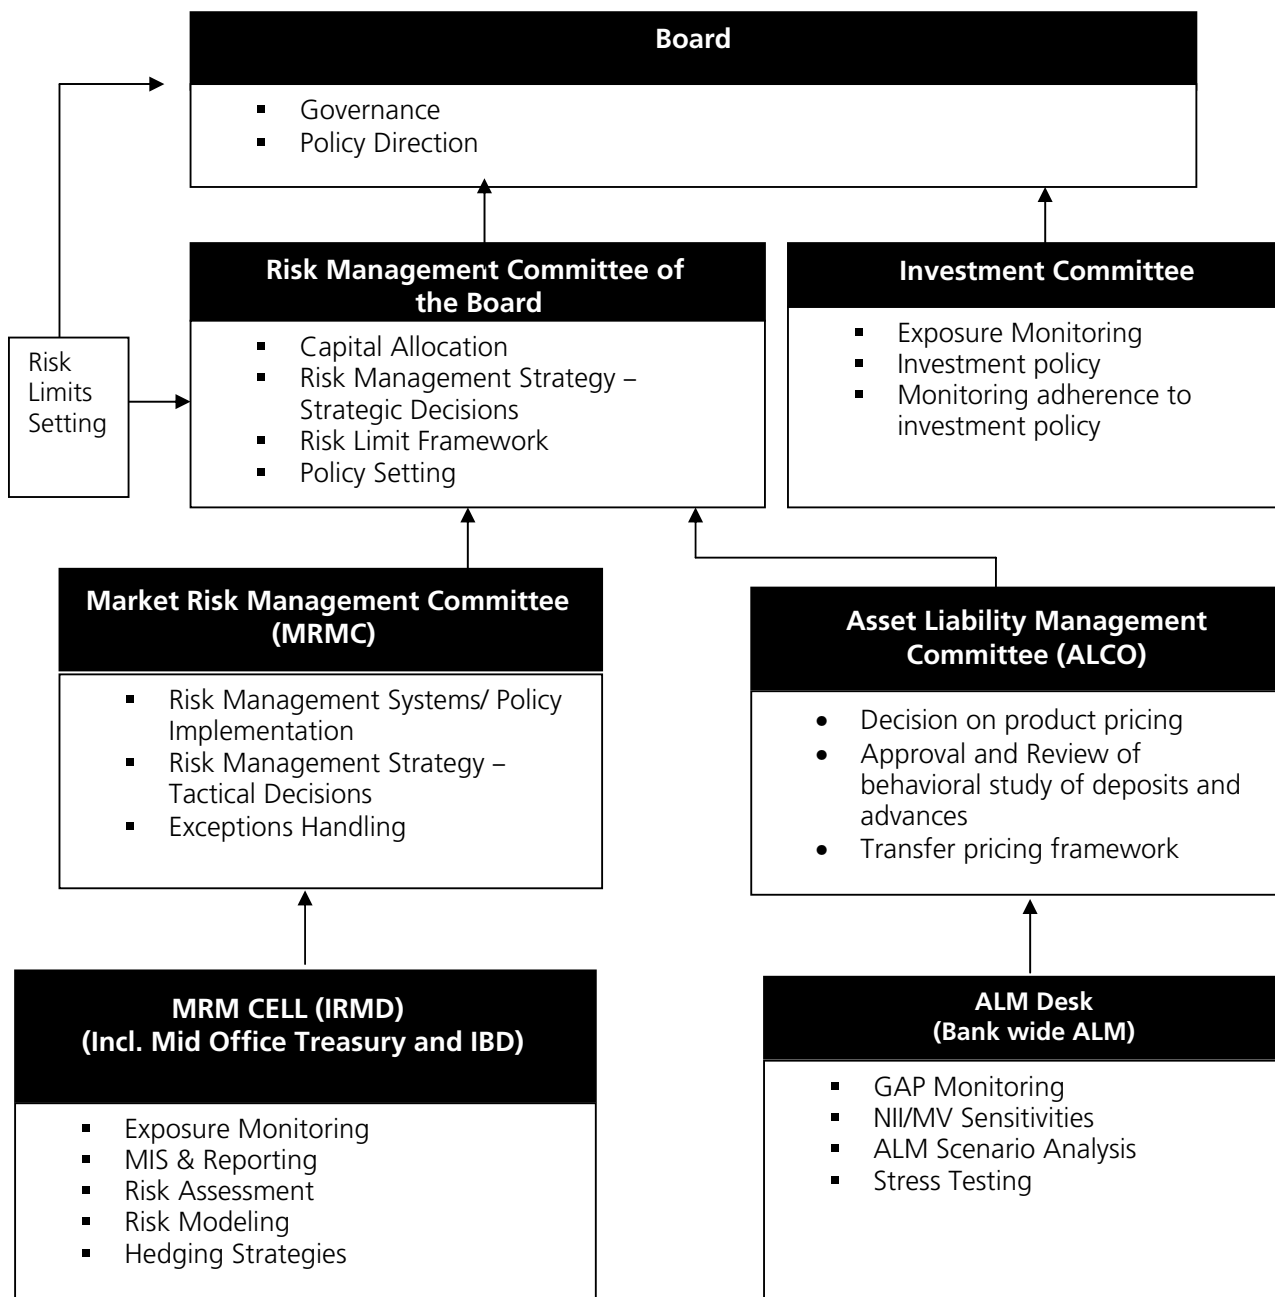 Board
▪ Governance
▪ Policy Direction
Risk Management Committee of
the Board
▪ Capital Allocation
▪ Risk Management Strategy –
Strategic Decisions
▪ Risk Limit Framework
▪ Policy Setting
Investment Committee
▪ Exposure Monitoring
▪ Investment policy
▪ Monitoring adherence to
investment policy
Risk
Limits
Setting
Market Risk Management Committee
(MRMC)
▪ Risk Management Systems/ Policy
Implementation
▪ Risk Management Strategy –
Tactical Decisions
▪ Exceptions Handling
Asset Liability Management
Committee (ALCO)
• Decision on product pricing
• Approval and Review of
behavioral study of deposits and
advances
• Transfer pricing framework
MRM CELL (IRMD)
(Incl. Mid Office Treasury and IBD)
▪ Exposure Monitoring
▪ MIS & Reporting
▪ Risk Assessment
▪ Risk Modeling
▪ Hedging Strategies
ALM Desk
(Bank wide ALM)
▪ GAP Monitoring
▪ NII/MV Sensitivities
▪ ALM Scenario Analysis
▪ Stress Testing